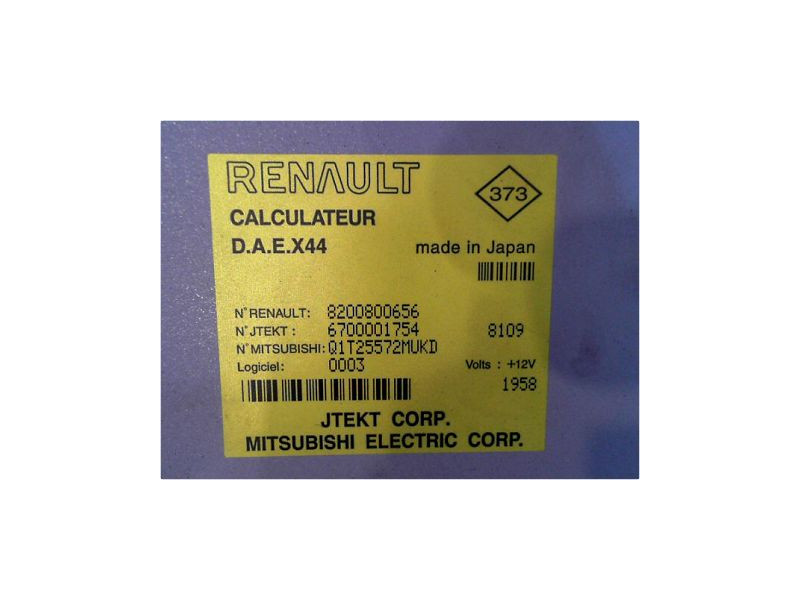 RENAULT
373
CALCULATEUR
D.A.E.X44 made in Japan
N° RENAULT: 8200800656
N° JTEKT : 6700001754 8109
N° MITSUBISHI: Q1T25572MUKD
Logiciel: 0003 Volts : +12V
1958
JTEKT CORP.
MITSUBISHI ELECTRIC CORP.